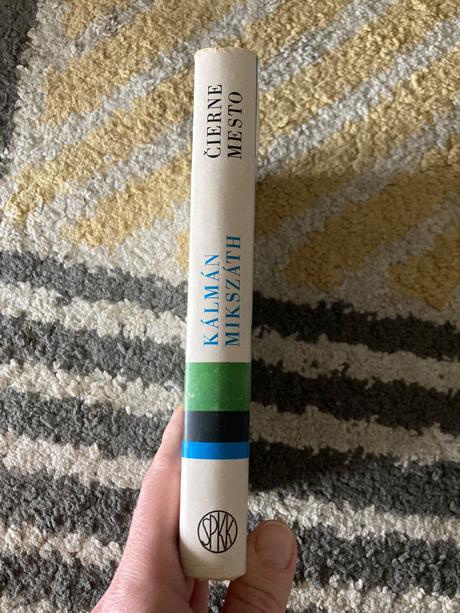 KÁLMÁN
MIKSZÁTH
ČIERNE
MESTO
SPKK